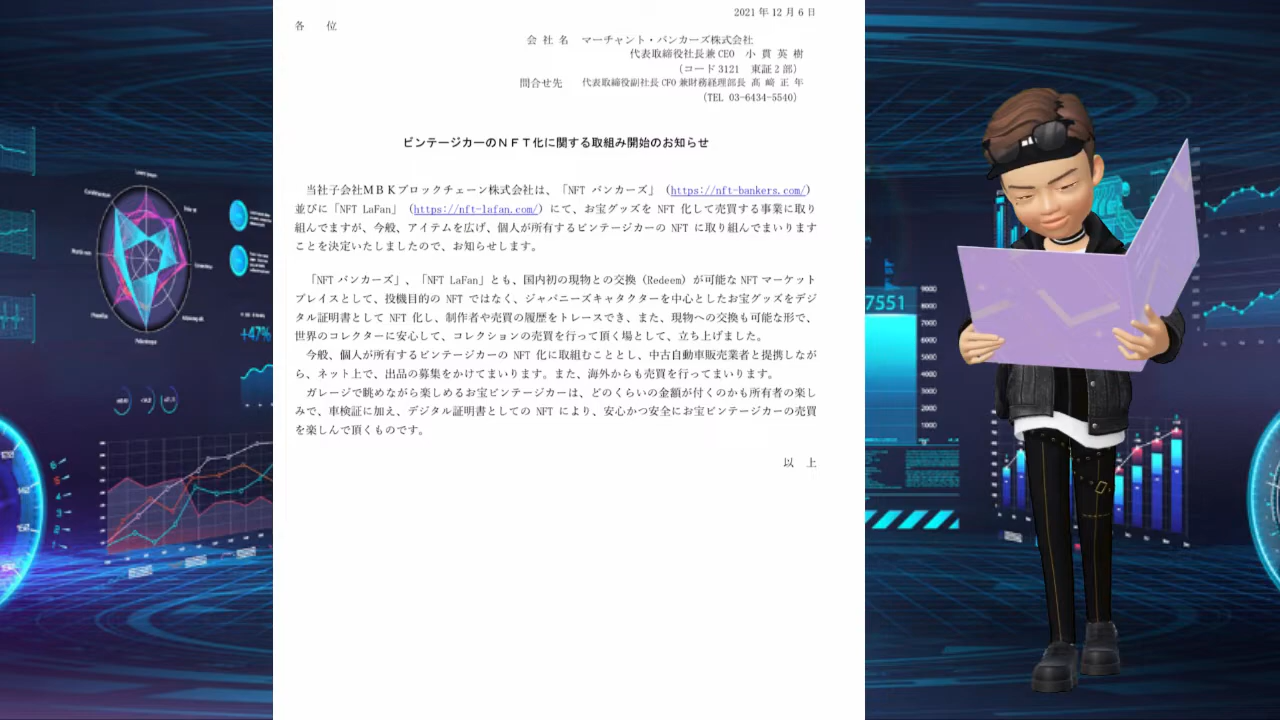 2021 年 12 月 6 日
各 位
会 社 名 マーチャント・バンカーズ株式会社
代表取締役社長兼 CEO 小 貫 英 樹
（コード 3121 東証２部）
問合せ先 代表取締役副社長 CFO 兼財務経理部長 髙 﨑 正 年
（TEL 03-6434-5540）
ビンテージカーのＮＦＴ化に関する取組み開始のお知らせ
当社子会社ＭＢＫブロックチェーン株式会社は、「NFT バンカーズ」（https://nft-bankers.com/）
並びに「NFT LaFan」（https://nft-lafan.com/）にて、お宝グッズを NFT 化して売買する事業に取り
組んでますが、今般、アイテムを広げ、個人が所有するビンテージカーの NFT に取り組んでまいります
ことを決定いたしましたので、お知らせします。
「NFT バンカーズ」、「NFT LaFan」とも、国内初の現物との交換（Redeem）が可能な NFT マーケット
プレイスとして、投機目的の NFT ではなく、ジャパニーズキャタクターを中心としたお宝グッズをデジ
タル証明書として NFT 化し、制作者や売買の履歴をトレースでき、また、現物への交換も可能な形で、
世界のコレクターに安心して、コレクションの売買を行って頂く場として、立ち上げました。
今般、個人が所有するビンテージカーの NFT 化に取組むこととし、中古自動車販売業者と提携しなが
ら、ネット上で、出品の募集をかけてまいります。また、海外からも売買を行ってまいります。
ガレージで眺めながら楽しめるお宝ビンテージカーは、どのくらいの金額が付くのかも所有者の楽し
みで、車検証に加え、デジタル証明書としての NFT により、安心かつ安全にお宝ビンテージカーの売買
を楽しんで頂くものです。
以 上
+47%
7551
9000
8000
7000
6000
5000
4000
3000
2000
1000